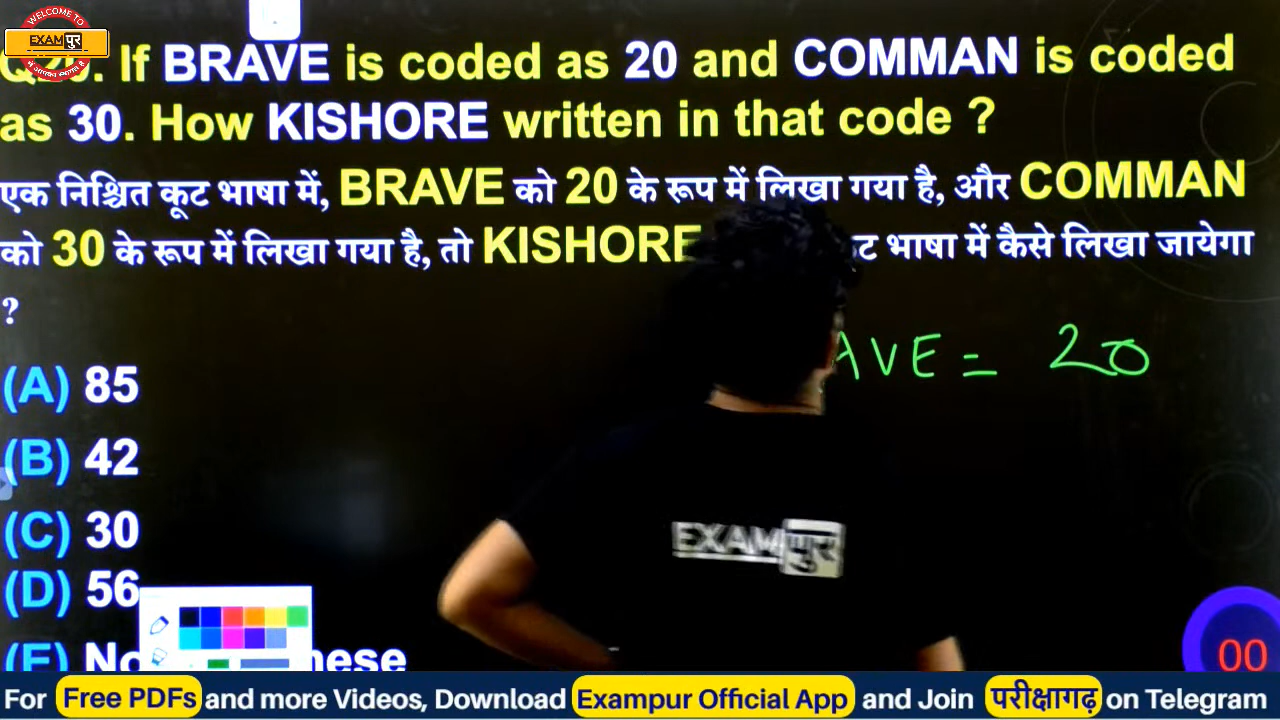 WELCOME TO
EXAMपुर
. If BRAVE is coded as 20 and COMMAN is coded
as 30. How KISHORE written in that code ?
एक निश्चित कूट भाषा में, BRAVE को 20 के रूप में लिखा गया है, और COMMAN
को 30 के रूप में लिखा गया है, तो KISHORE भाषा में कैसे लिखा जायेगा
?
AVE = 20
(A) 85
(B) 42
(C) 30
(D) 56
EXAMपुर
00
For Free PDFs and more Videos, Download Exampur Official App and Join परीक्षागढ़ on Telegram